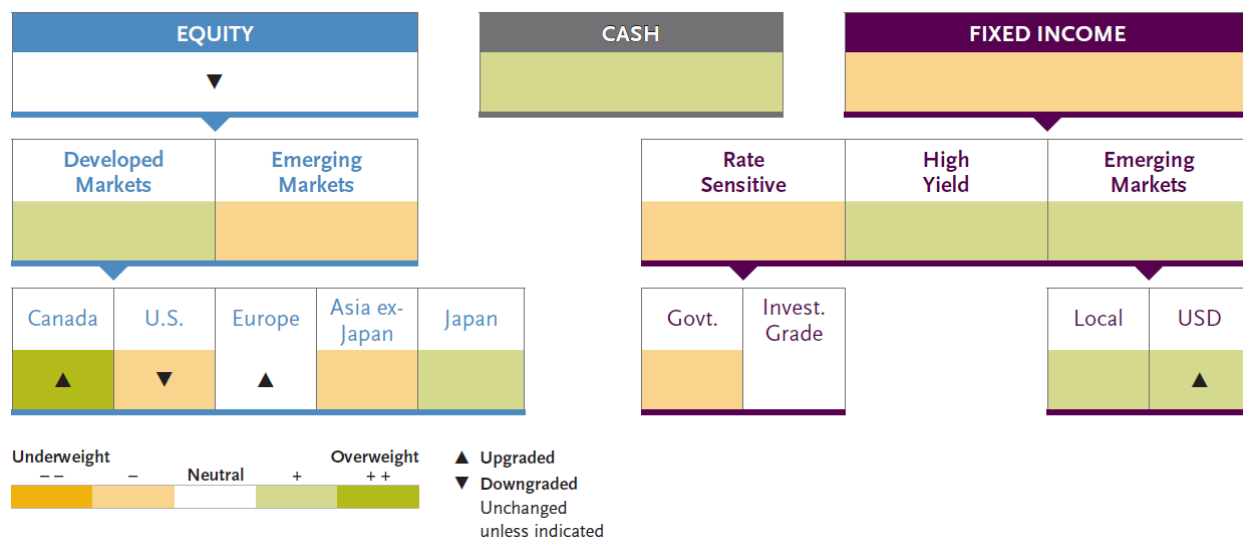 EQUITY
CASH
FIXED INCOME
▼
Developed
Markets
Emerging
Markets
Rate
Sensitive
High
Yield
Emerging
Markets
Canada
U.S.
Europe
Asia ex-
Japan
Japan
Govt.
Invest.
Grade
Local
USD
▲
▼
▲
▲
Underweight
Overweight
– –
–
Neutral
+
+ +
▲ Upgraded
▼ Downgraded
Unchanged
unless indicated